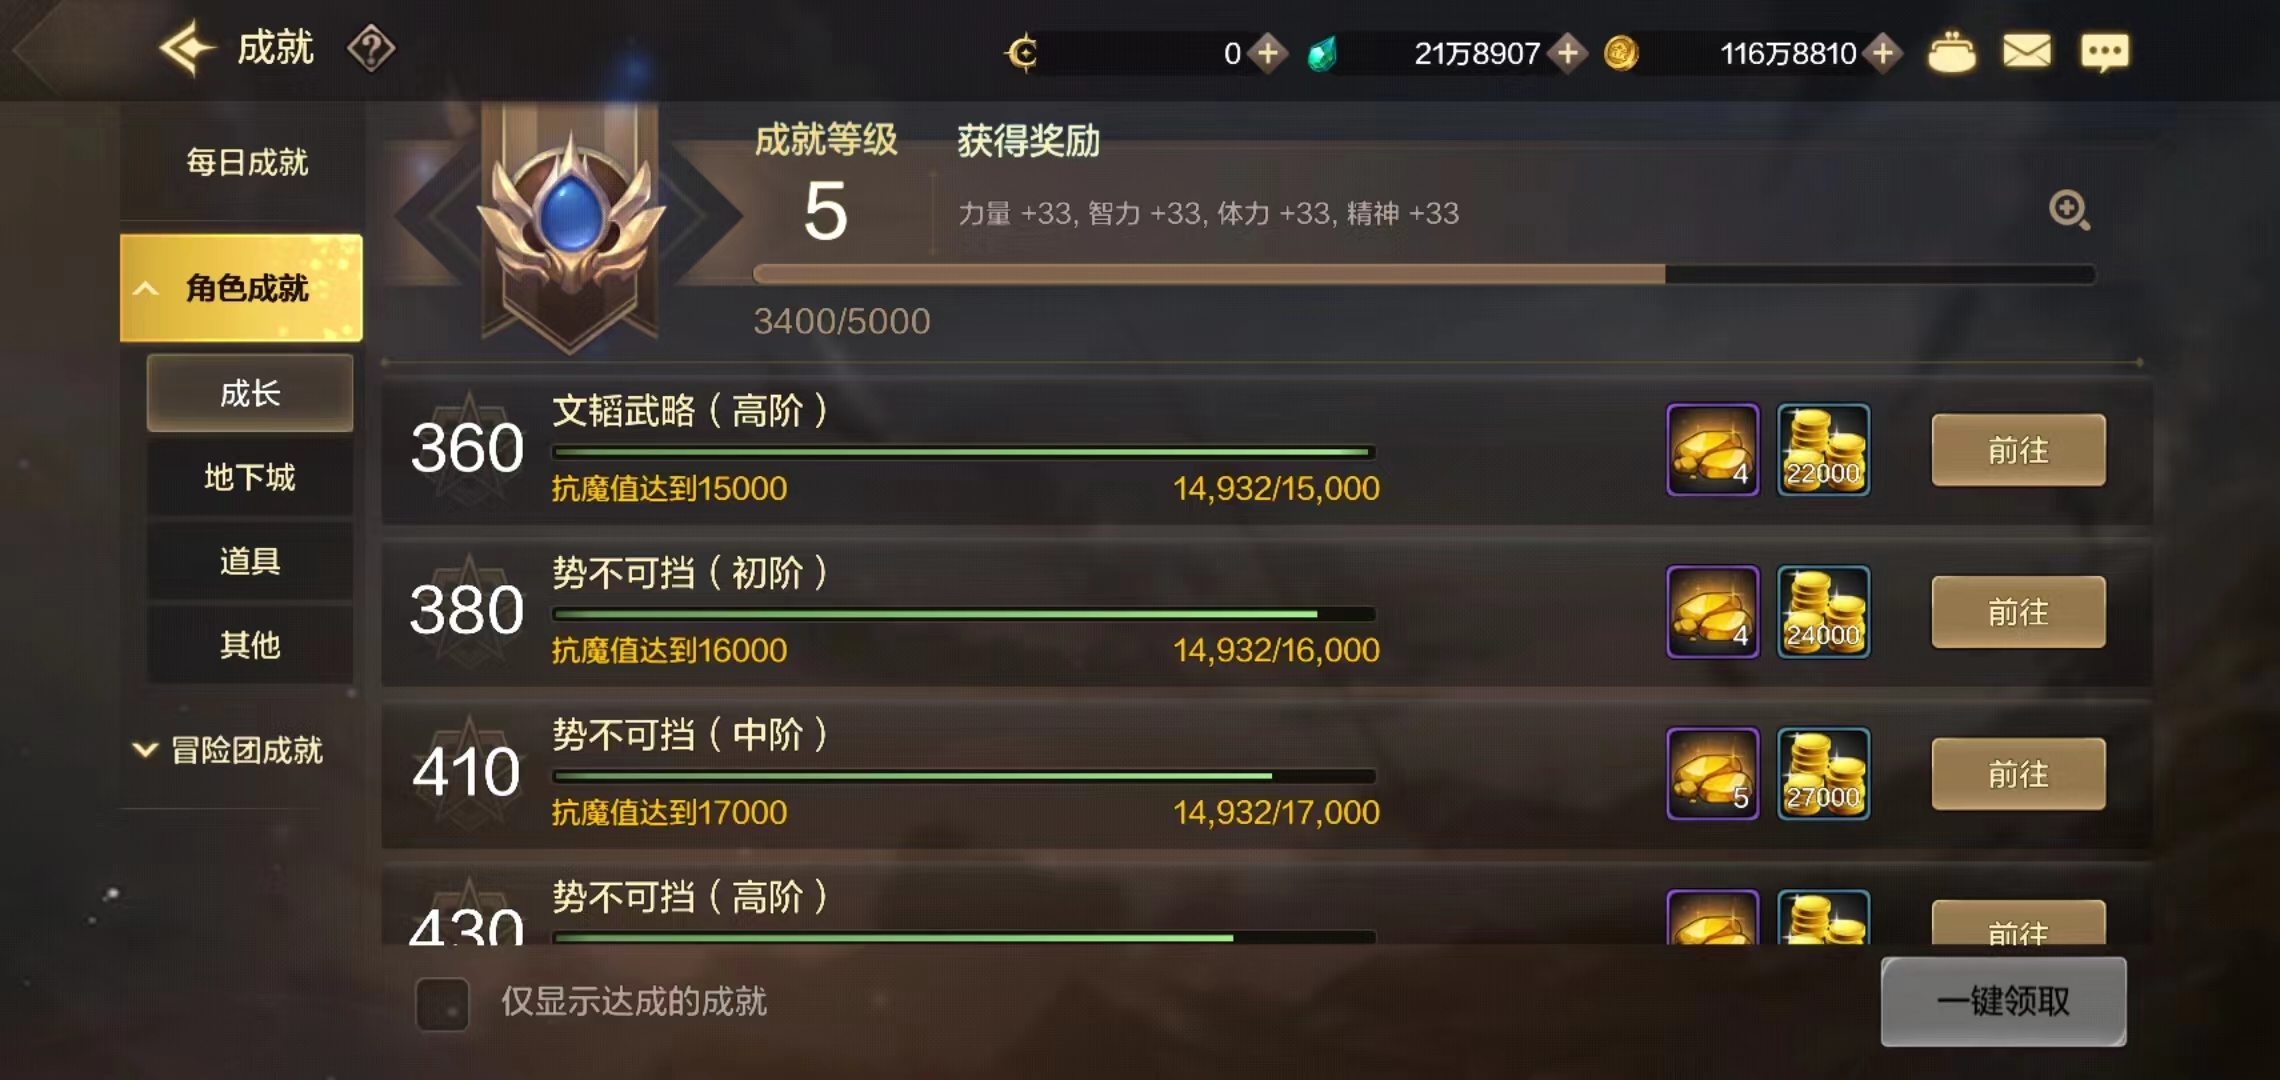 成就
0
21万8907
116万8810
每日成就
角色成就
成长
地下城
道具
其他
冒险团成就
成就等级
5
获得奖励
力量 +33, 智力 +33, 体力 +33, 精神 +33
3400/5000
360
文韬武略（高阶）
抗魔值达到15000
14,932/15,000
4
22000
前往
380
势不可挡（初阶）
抗魔值达到16000
14,932/16,000
4
24000
前往
410
势不可挡（中阶）
抗魔值达到17000
14,932/17,000
5
27000
前往
430
势不可挡（高阶）
前往
仅显示达成的成就
一键领取